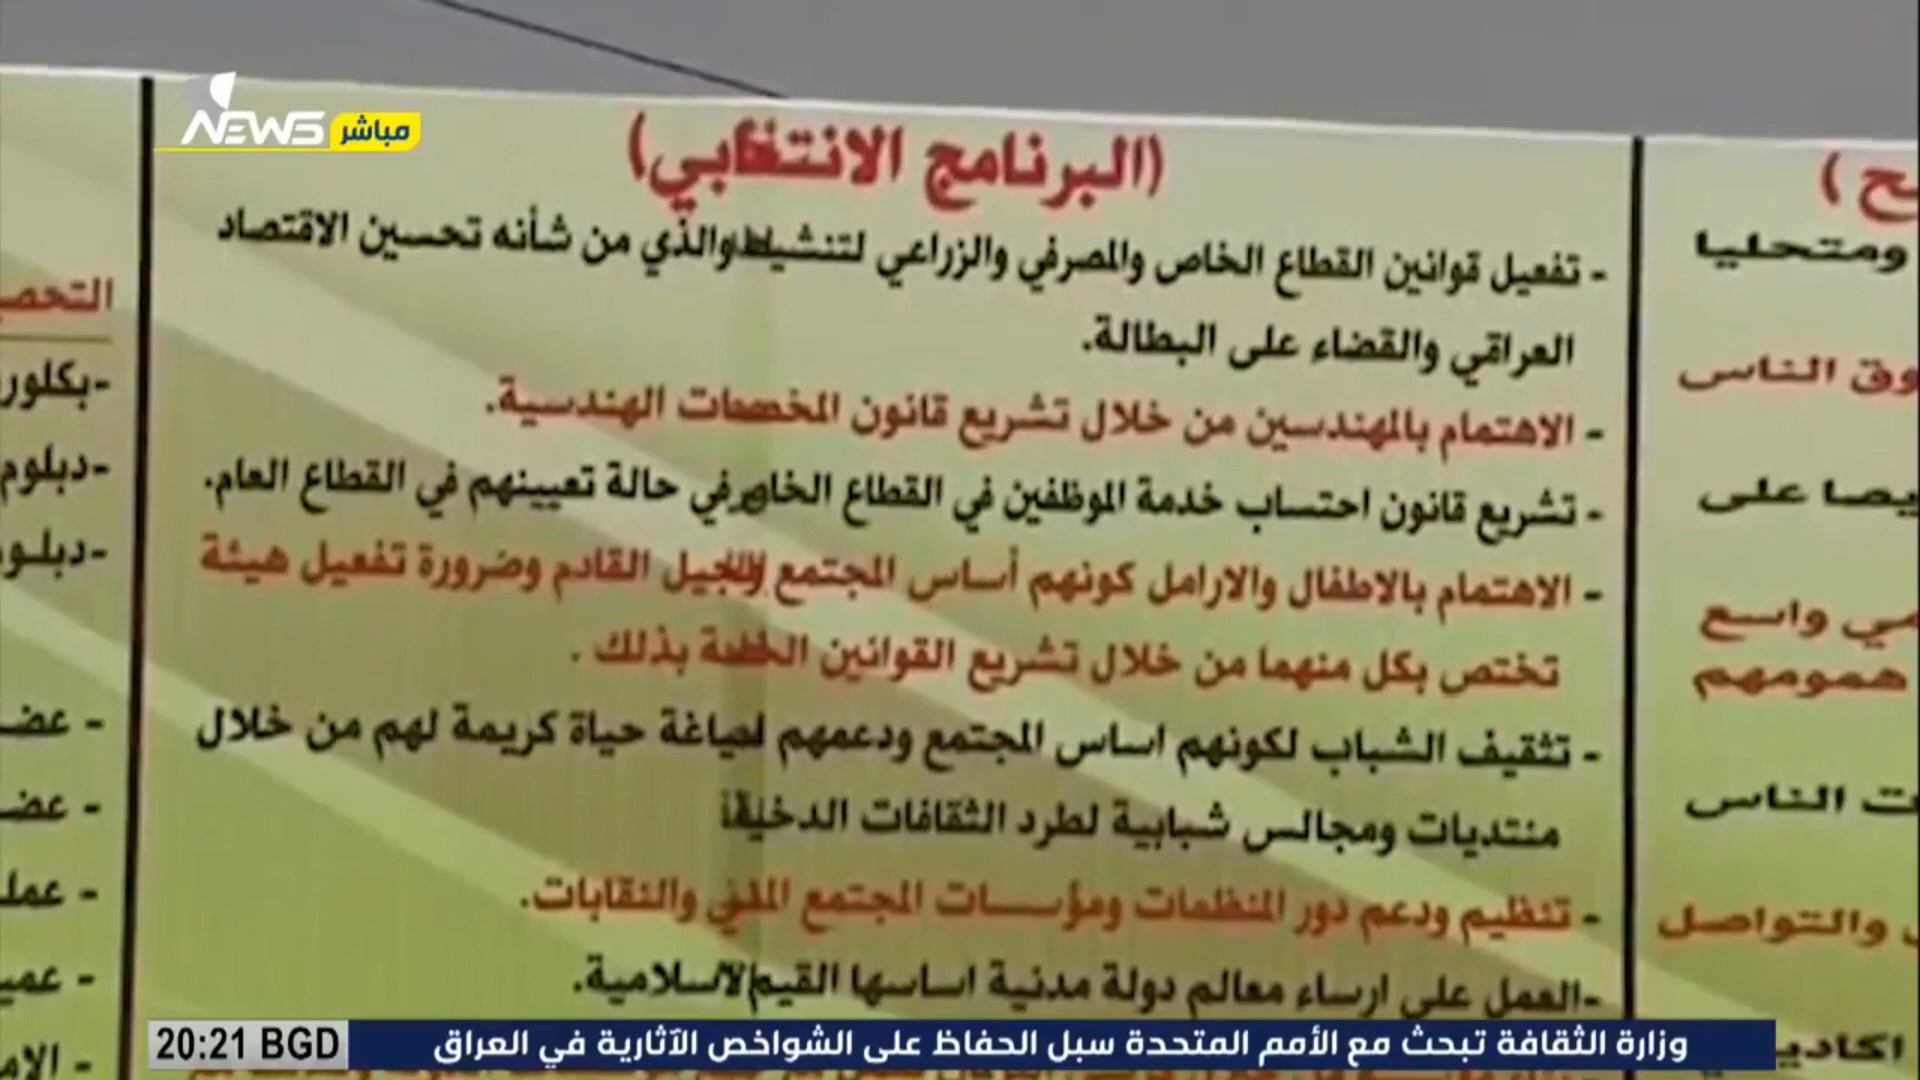 NEWS مباشر
(البرنامج الانتخابي)
- تفعيل قوانين القطاع الخاص والمصرفي والزراعي لتنشيط والذي من شأنه تحسين الاقتصاد
العراقي والقضاء على البطالة.
- الاهتمام بالمهندسين من خلال تشريع قانون المخصصات الهندسية.
- تشريع قانون احتساب خدمة الموظفين في القطاع الخاص في حالة تعيينهم في القطاع العام.
- الاهتمام بالاطفال والارامل كونهم أساس المجتمع والجيل القادم وضرورة تفعيل هيئة
تختص بكل منهما من خلال تشريع القوانين الخاصة بذلك .
- تثقيف الشباب لكونهم اساس المجتمع ودعمهم لصياغة حياة كريمة لهم من خلال
منتديات ومجالس شبابية لطرد الثقافات الدخيلة
- تنظيم ودعم دور المنظمات ومؤسسات المجتمع المدني والنقابات.
-العمل على ارساء معالم دولة مدنية اساسها القيم الاسلامية.
ومتحليا
الناس
على
واسع
همومهم
الناس
والتواصل
-دبلوم
20:21 BGD
وزارة الثقافة تبحث مع الأمم المتحدة سبل الحفاظ على الشواخص الآثارية في العراق